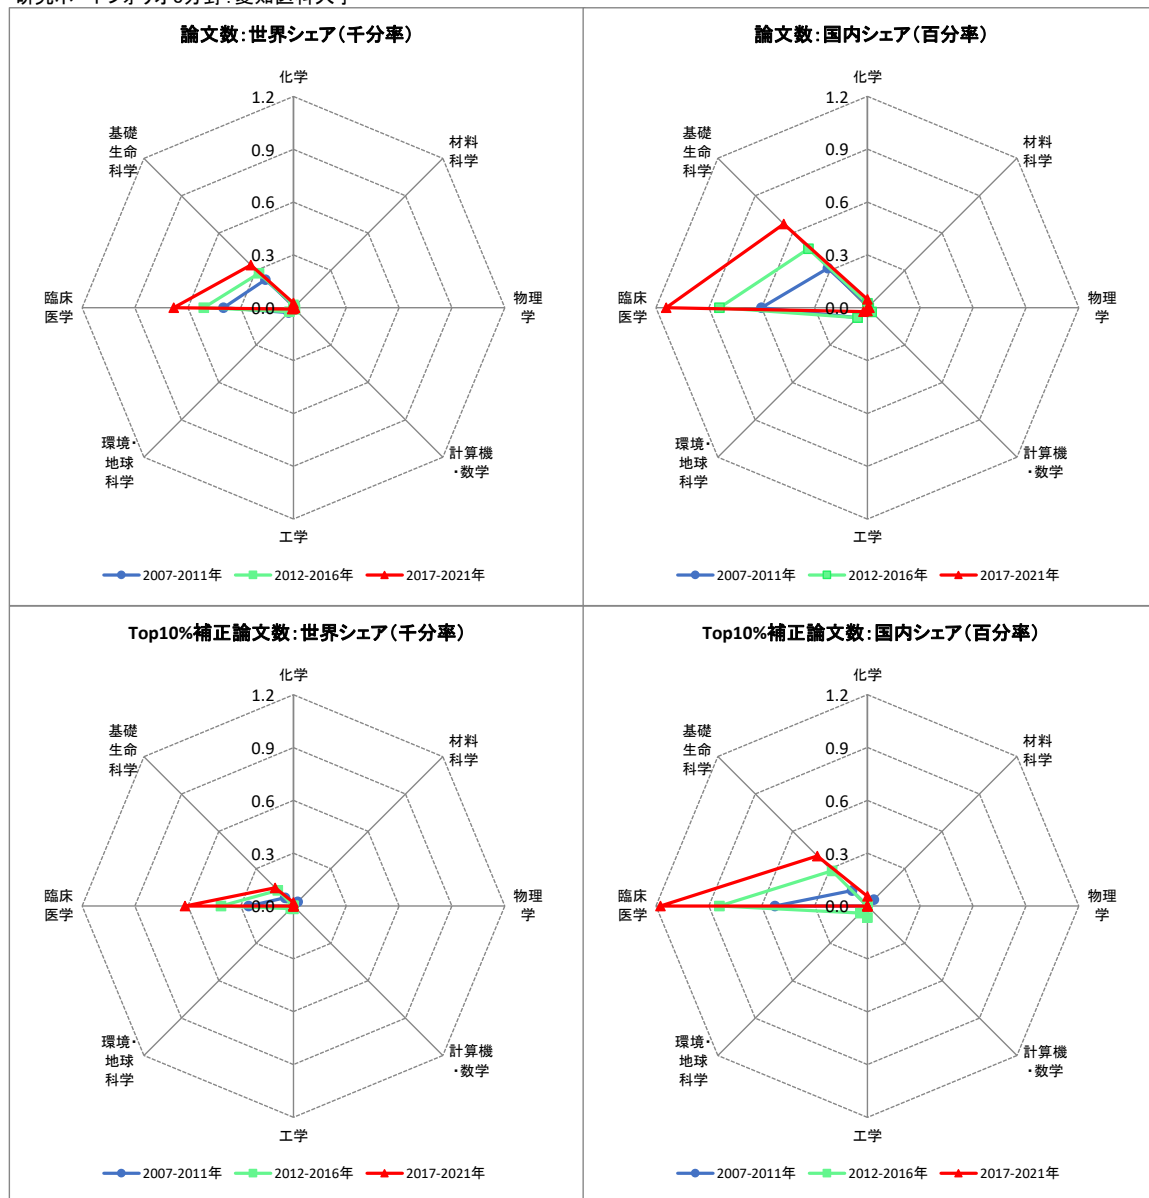 論文数：世界シェア（千分率）
化学
1.2
0.9
0.6
0.3
0.0
材料
科学
物理
学
計算機
・数学
工学
環境・
地球
科学
臨床
医学
基礎
生命
科学
2007-2011年
2012-2016年
2017-2021年
論文数：国内シェア（百分率）
化学
1.2
0.9
0.6
0.3
0.0
材料
科学
物理
学
計算機
・数学
工学
環境・
地球
科学
臨床
医学
基礎
生命
科学
2007-2011年
2012-2016年
2017-2021年
Top10%補正論文数：世界シェア（千分率）
化学
1.2
0.9
0.6
0.3
0.0
材料
科学
物理
学
計算機
・数学
工学
環境・
地球
科学
臨床
医学
基礎
生命
科学
2007-2011年
2012-2016年
2017-2021年
Top10%補正論文数：国内シェア（百分率）
化学
1.2
0.9
0.6
0.3
0.0
材料
科学
物理
学
計算機
・数学
工学
環境・
地球
科学
臨床
医学
基礎
生命
科学
2007-2011年
2012-2016年
2017-2021年